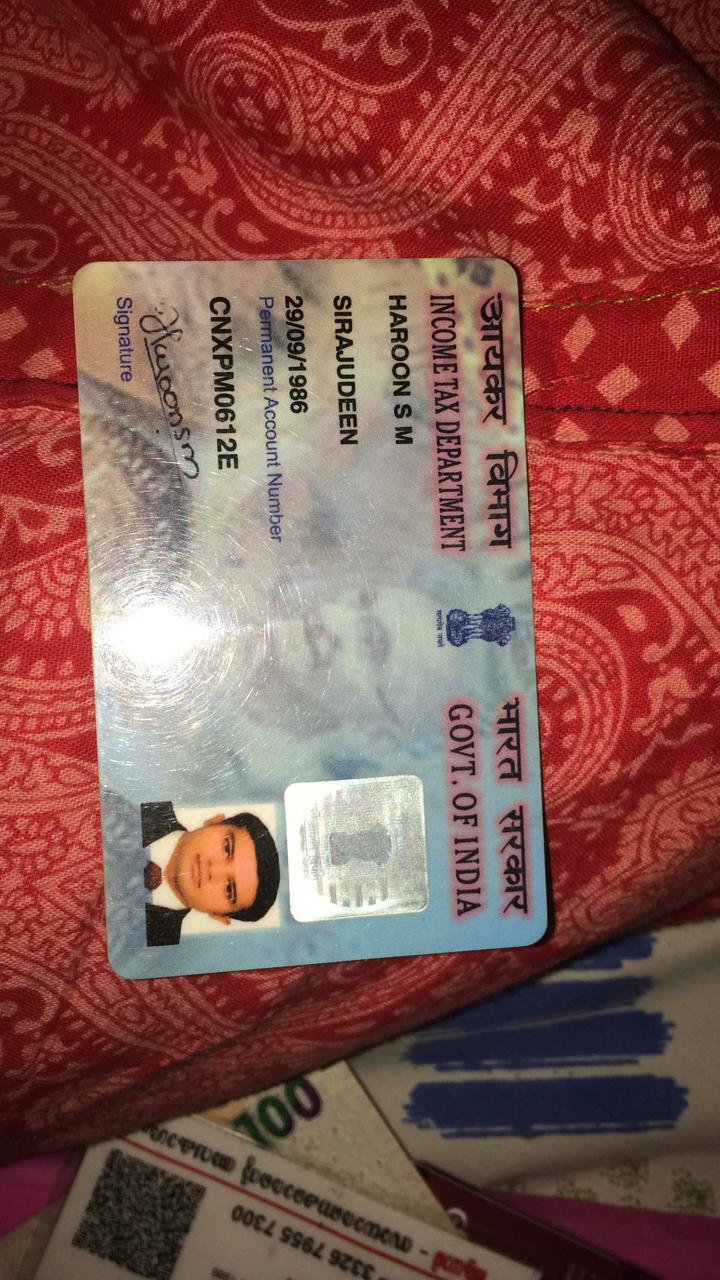 आयकर विभाग
INCOME TAX DEPARTMENT
भारत सरकार
GOVT. OF INDIA
HAROON S M
SIRAJUDEEN
29/09/1986
Permanent Account Number
CNXPM0612E
Signature
Haroonsm
100
3326 7955 7300